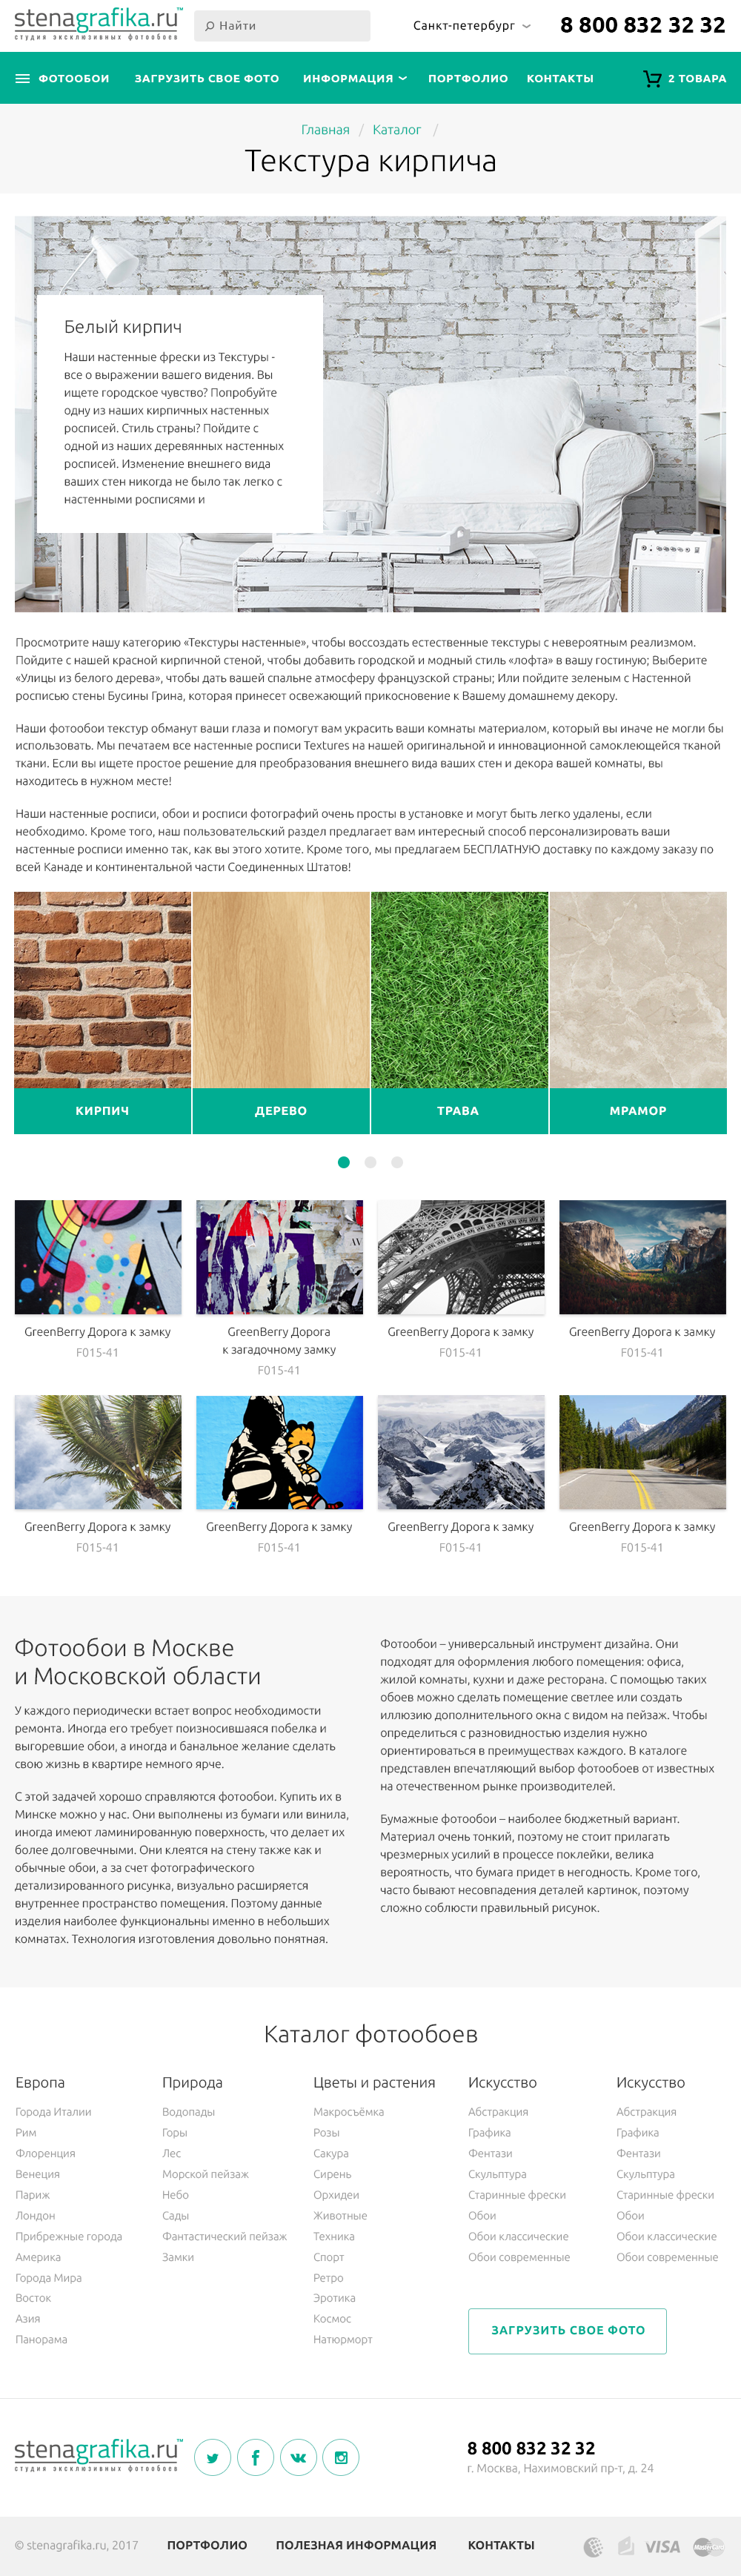 stenagrafika.ru™
студия эксклюзивных фотообоев
Найти
Санкт-петербург
8 800 832 32 32
ФОТООБОИ
ЗАГРУЗИТЬ СВОЕ ФОТО
ИНФОРМАЦИЯ
ПОРТФОЛИО
КОНТАКТЫ
2 ТОВАРА
Главная / Каталог /
Текстура кирпича
Белый кирпич
Наши настенные фрески из Текстуры -
все о выражении вашего видения. Вы
ищете городское чувство? Попробуйте
одну из наших кирпичных настенных
росписей. Стиль страны? Пойдите с
одной из наших деревянных настенных
росписей. Изменение внешнего вида
ваших стен никогда не было так легко с
настенными росписями и
Просмотрите нашу категорию «Текстуры настенные», чтобы воссоздать естественные текстуры с невероятным реализмом.
Пойдите с нашей красной кирпичной стеной, чтобы добавить городской и модный стиль «лофта» в вашу гостиную; Выберите
«Улицы из белого дерева», чтобы дать вашей спальне атмосферу французской страны; Или пойдите зеленым с Настенной
росписью стены Бусины Грина, которая принесет освежающий прикосновение к Вашему домашнему декору.
Наши фотообои текстур обманут ваши глаза и помогут вам украсить ваши комнаты материалом, который вы иначе не могли бы
использовать. Мы печатаем все настенные росписи Textures на нашей оригинальной и инновационной самоклеющейся тканой
ткани. Если вы ищете простое решение для преобразования внешнего вида ваших стен и декора вашей комнаты, вы
находитесь в нужном месте!
Наши настенные росписи, обои и росписи фотографий очень просты в установке и могут быть легко удалены, если
необходимо. Кроме того, наш пользовательский раздел предлагает вам интересный способ персонализировать ваши
настенные росписи именно так, как вы этого хотите. Кроме того, мы предлагаем БЕСПЛАТНУЮ доставку по каждому заказу по
всей Канаде и континентальной части Соединенных Штатов!
КИРПИЧ
ДЕРЕВО
ТРАВА
МРАМОР
GreenBerry Дорога к замку
F015-41
GreenBerry Дорога
к загадочному замку
F015-41
GreenBerry Дорога к замку
F015-41
GreenBerry Дорога к замку
F015-41
GreenBerry Дорога к замку
F015-41
GreenBerry Дорога к замку
F015-41
GreenBerry Дорога к замку
F015-41
GreenBerry Дорога к замку
F015-41
Фотообои в Москве
и Московской области
У каждого периодически встает вопрос необходимости
ремонта. Иногда его требует поизносившаяся побелка и
выгоревшие обои, а иногда и банальное желание сделать
свою жизнь в квартире немного ярче.
С этой задачей хорошо справляются фотообои. Купить их в
Минске можно у нас. Они выполнены из бумаги или винила,
иногда имеют ламинированную поверхность, что делает их
более долговечными. Они клеятся на стену также как и
обычные обои, а за счет фотографического
детализированного рисунка, визуально расширяется
внутреннее пространство помещения. Поэтому данные
изделия наиболее функциональны именно в небольших
комнатах. Технология изготовления довольно понятная.
Фотообои – универсальный инструмент дизайна. Они
подходят для оформления любого помещения: офиса,
жилой комнаты, кухни и даже ресторана. С помощью таких
обоев можно сделать помещение светлее или создать
иллюзию дополнительного окна с видом на пейзаж. Чтобы
определиться с разновидностью изделия нужно
ориентироваться в преимуществах каждого. В каталоге
представлен впечатляющий выбор фотообоев от известных
на отечественном рынке производителей.
Бумажные фотообои – наиболее бюджетный вариант.
Материал очень тонкий, поэтому не стоит прилагать
чрезмерных усилий в процессе поклейки, велика
вероятность, что бумага придет в негодность. Кроме того,
часто бывают несовпадения деталей картинок, поэтому
сложно соблюсти правильный рисунок.
Каталог фотообоев
Европа
Города Италии
Рим
Флоренция
Венеция
Париж
Лондон
Прибрежные города
Америка
Города Мира
Восток
Азия
Панорама
Природа
Водопады
Горы
Лес
Морской пейзаж
Небо
Сады
Фантастический пейзаж
Замки
Цветы и растения
Макросъёмка
Розы
Сакура
Сирень
Орхидеи
Животные
Техника
Спорт
Ретро
Эротика
Космос
Натюрморт
Искусство
Абстракция
Графика
Фентази
Скульптура
Старинные фрески
Обои
Обои классические
Обои современные
Искусство
Абстракция
Графика
Фентази
Скульптура
Старинные фрески
Обои
Обои классические
Обои современные
ЗАГРУЗИТЬ СВОЕ ФОТО
stenagrafika.ru™
студия эксклюзивных фотообоев
8 800 832 32 32
г. Москва, Нахимовский пр-т, д. 24
© stenagrafika.ru, 2017
ПОРТФОЛИО
ПОЛЕЗНАЯ ИНФОРМАЦИЯ
КОНТАКТЫ
VISA
MasterCard